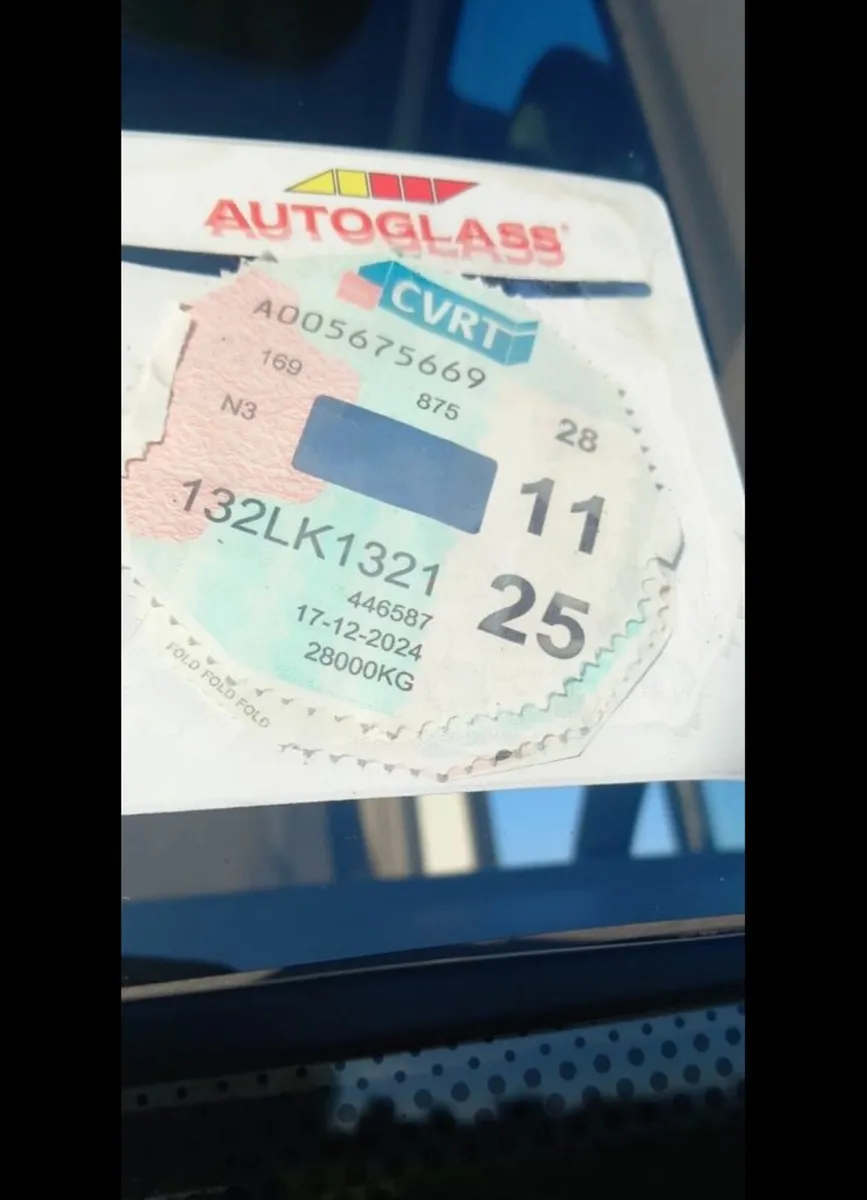 AUTOGLASS
CVRT
A005675669
169
875
N3
28
11
25
132LK1321
446587
17-12-2024
28000KG
FOLD FOLD FOLD